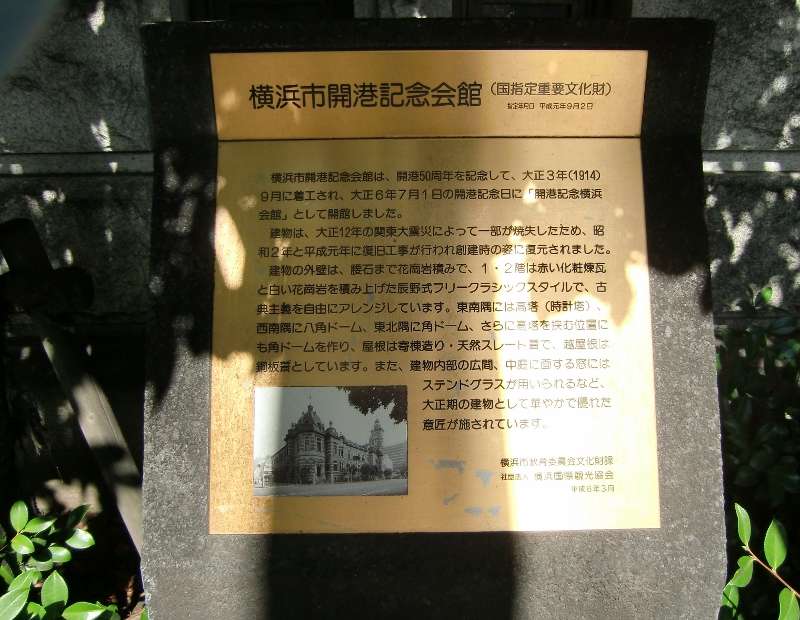 横浜市開港記念会館（国指定重要文化財）
指定年月日 平成元年9月2日
横浜市開港記念会館は、開港50周年を記念して、大正3年(1914)
9月に着工され、大正6年7月1日の開港記念日に「開港記念横浜
会館」として開館しました。
建物は、大正12年の関東大震災によって一部が焼失したため、昭
和2年と平成元年に復旧工事が行われ創建時の姿に復元されました。
建物の外壁は、腰石まで花崗岩積みで、1・2階は赤い化粧煉瓦
と白い花崗岩を積み上げた辰野式フリークラシックスタイルで、古
典主義を自由にアレンジしています。東南隅には高塔（時計塔）、
西南隅に八角ドーム、東北隅に角ドーム、さらに高塔を挟む位置に
も角ドームを作り、屋根は寄棟造り・天然スレート葺で、越屋根は
銅板葺としています。また、建物内部の広間、中庭に面する窓には
ステンドグラスが用いられるなど、
大正期の建物として華やかで優れた
意匠が施されています。
横浜市教育委員会文化財課
社団法人 横浜国際観光協会
平成 年3月